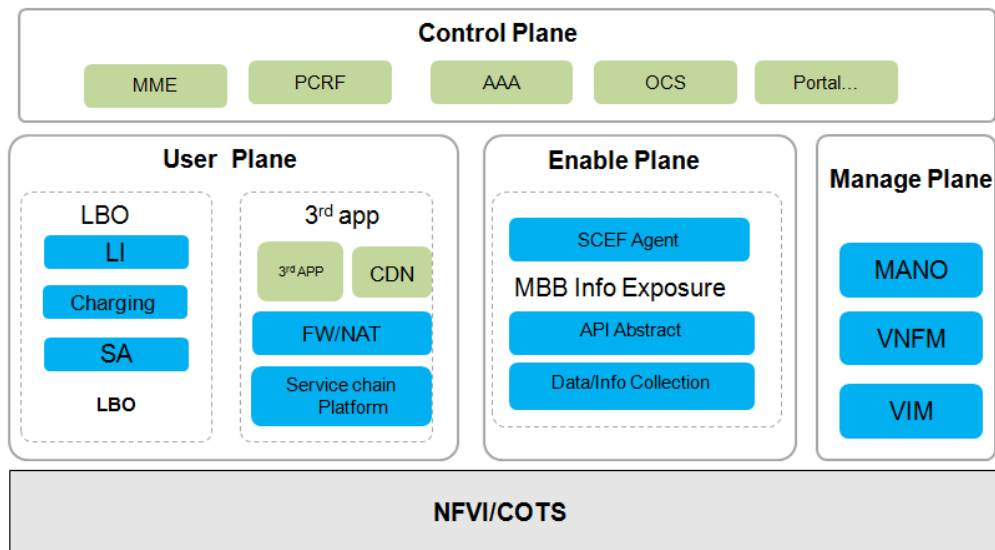 Control Plane
MME
PCRF
AAA
OCS
Portal...
User Plane
LBO
LI
Charging
SA
LBO
3rd app
3rd APP
CDN
FW/NAT
Service chain
Platform
Enable Plane
SCEF Agent
MBB Info Exposure
API Abstract
Data/Info Collection
Manage Plane
MANO
VNFM
VIM
NFVI/COTS